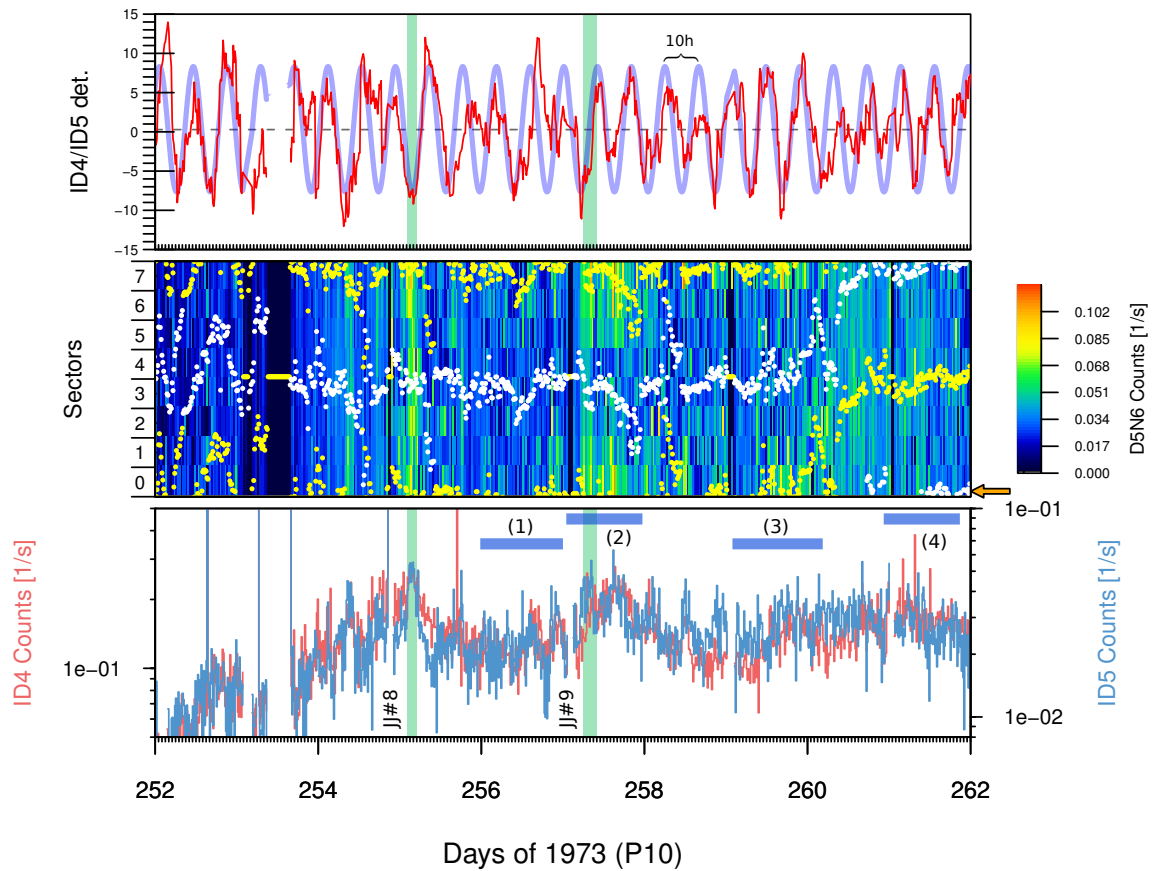 15
10
5
0
−5
−10
−15
ID4/ID5 det.
10h
7
6
5
4
3
2
1
0
Sectors
0.102
0.085
0.068
0.051
0.034
0.017
0.000
D5N6 Counts [1/s]
(1)
(2)
(3)
(4)
JJ#8
JJ#9
1e−01
ID4 Counts [1/s]
1e−01
1e−02
ID5 Counts [1/s]
252
254
256
258
260
262
Days of 1973 (P10)